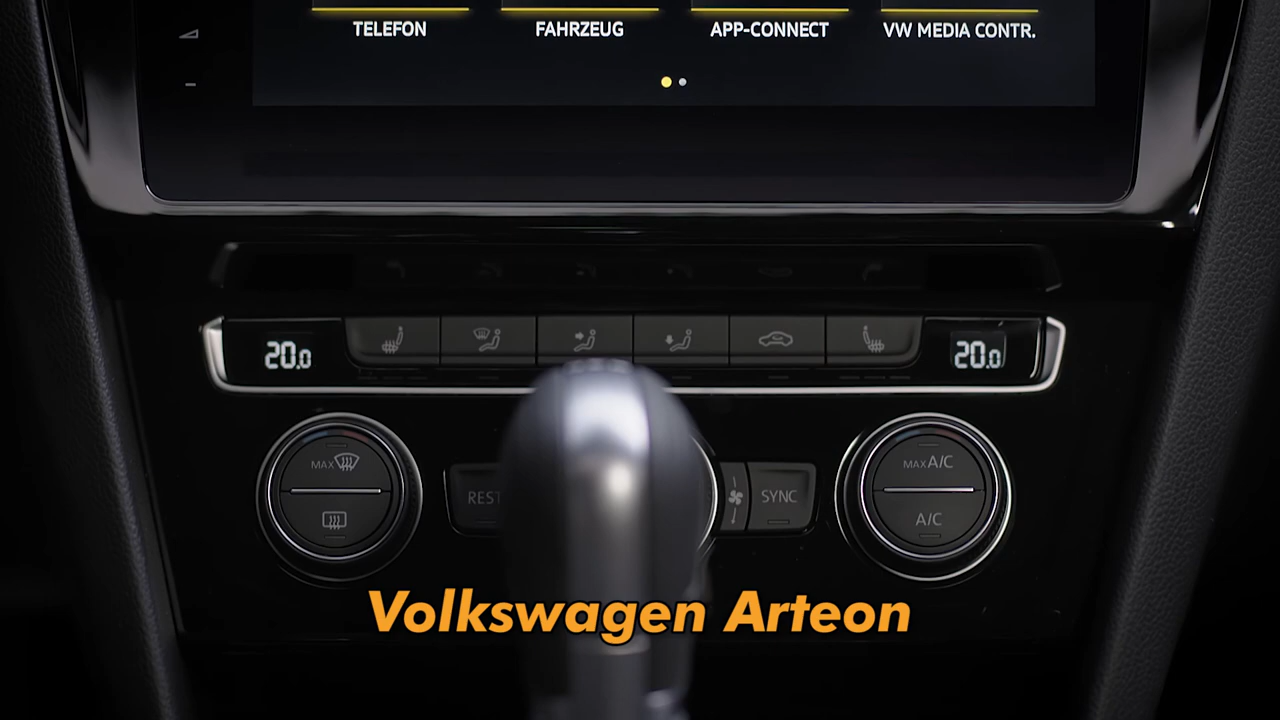 TELEFON FAHRZEUG APP-CONNECT VW MEDIA CONTR.
20.0 20.0
MAX MAX A/C
REST SYNC
A/C
Volkswagen Arteon